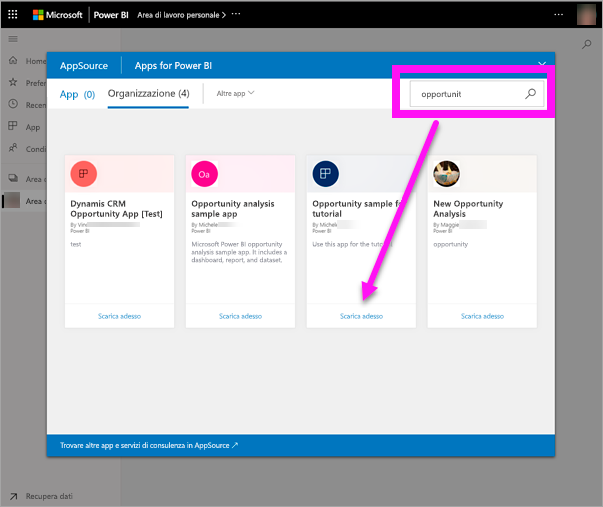 Microsoft Power BI Area di lavoro personale > ...
...
AppSource Apps for Power BI
App (0) Organizzazione (4) Altre app
opportunit
Home
Prefer
Recen
App
Condi
Area d
Area d
Dynamis CRM
Opportunity App [Test]
By Vin
Power BI
test
Scarica adesso
Oa
Opportunity analysis
sample app
By Michele
Power BI
Microsoft Power BI opportunity
analysis sample app. It includes a
dashboard, report, and dataset.
Scarica adesso
Opportunity sample fo
tutorial
By Michele
Power BI
Use this app for the tutori
Scarica adesso
New Opportunity
Analysis
By Maggie
Power BI
opportunity
Scarica adesso
Trovare altre app e servizi di consulenza in AppSource
Recupera dati